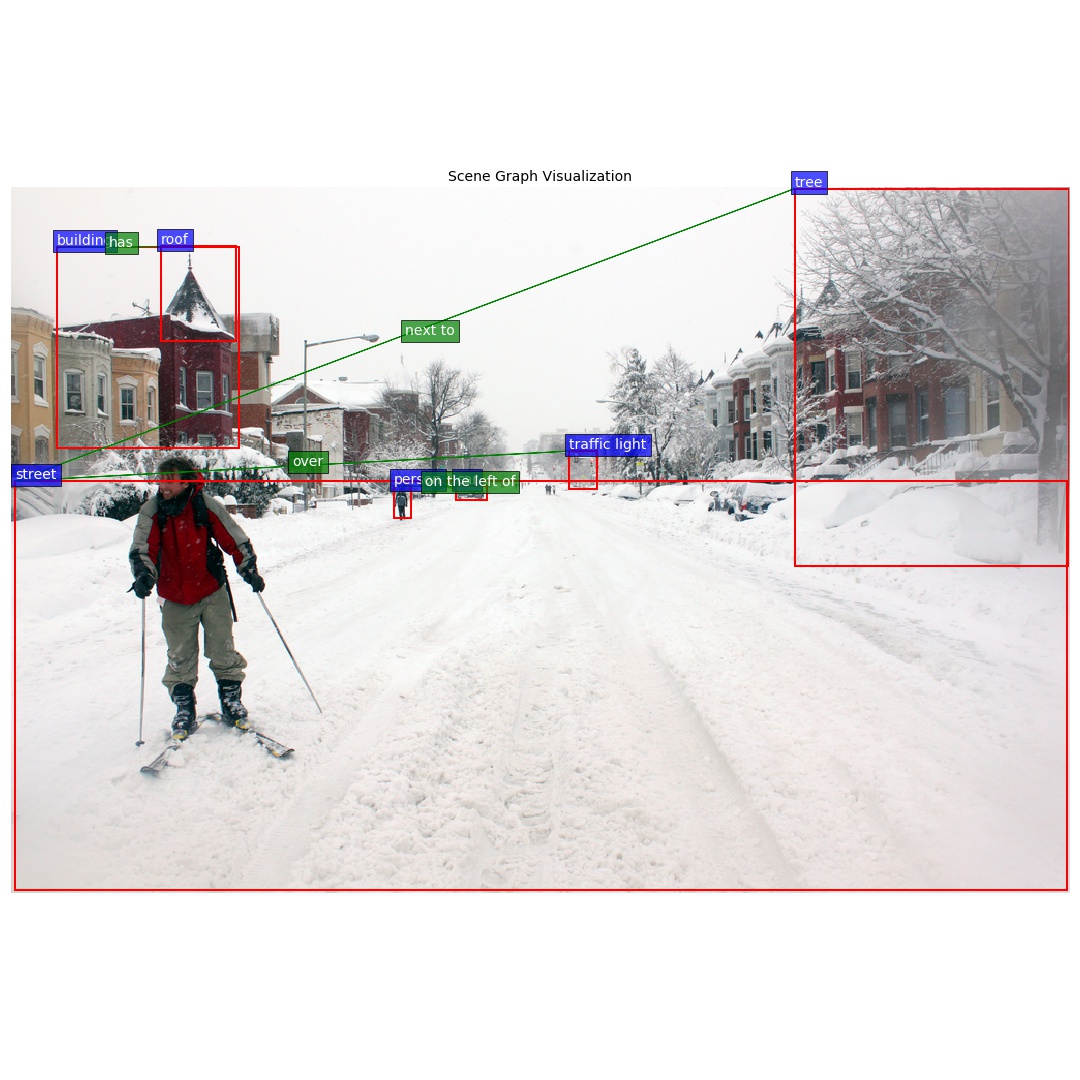 Scene Graph Visualization
tree
building has roof
next to
traffic light
over
street
on the left of